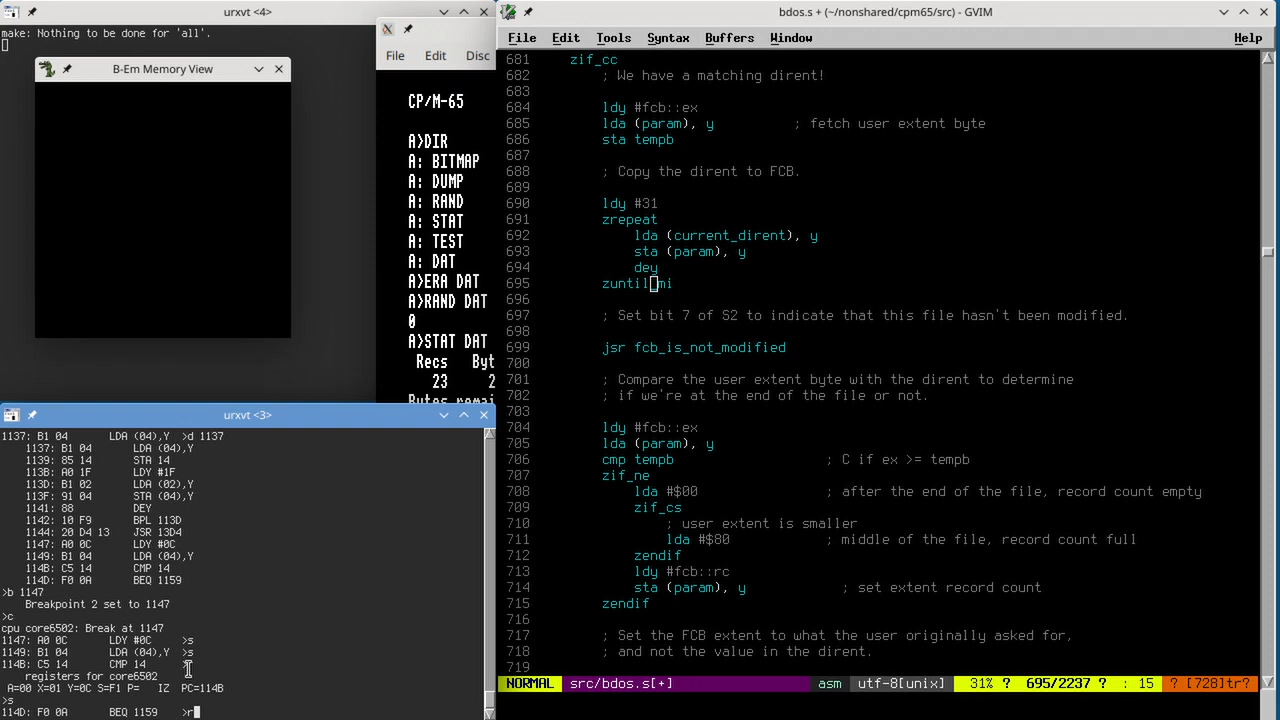 urxvt <4>
make: Nothing to be done for 'all'.
B-Em Memory View
File Edit Disc
CP/M-65
A>DIR
A: BITMAP
A: DUMP
A: RAND
A: STAT
A: TEST
A: DAT
A>ERA DAT
A>RAND DAT
0
A>STAT DAT
Recs Byt
23 2
Bytes remai
urxvt <3>
1137: B1 04 LDA (04),Y >d 1137
1137: B1 04 LDA (04),Y
1139: 85 14 STA 14
113B: A0 1F LDY #1F
113D: B1 02 LDA (02),Y
113F: 91 04 STA (04),Y
1141: 88 DEY
1142: 10 F9 BPL 113D
1144: 20 D4 13 JSR 13D4
1147: A0 0C LDY #0C
1149: B1 04 LDA (04),Y
114B: C5 14 CMP 14
114D: F0 0A BEQ 1159
>b 1147
Breakpoint 2 set to 1147
>c
cpu core6502: Break at 1147
1147: A0 0C LDY #0C >s
1149: B1 04 LDA (04),Y >s
114B: C5 14 CMP 14
registers for core6502
A=00 X=01 Y=0C S=F1 P= IZ PC=114B
>s
114D: F0 0A BEQ 1159 >r
bdos.s + (~/nonshared/cpm65/src) - GVIM
File Edit Tools Syntax Buffers Window Help
681 zif_cc
682 ; We have a matching dirent!
683
684 ldy #fcb::ex
685 lda (param), y ; fetch user extent byte
686 sta tempb
687
688 ; Copy the dirent to FCB.
689
690 ldy #31
691 zrepeat
692 lda (current_dirent), y
693 sta (param), y
694 dey
695 zuntil mi
696
697 ; Set bit 7 of S2 to indicate that this file hasn't been modified.
698
699 jsr fcb_is_not_modified
700
701 ; Compare the user extent byte with the dirent to determine
702 ; if we're at the end of the file or not.
703
704 ldy #fcb::ex
705 lda (param), y
706 cmp tempb ; C if ex >= tempb
707 zif_ne
708 lda #$00 ; after the end of the file, record count empty
709 zif_cs
710 ; user extent is smaller
711 lda #$80 ; middle of the file, record count full
712 zendif
713 ldy #fcb::rc
714 sta (param), y ; set extent record count
715 zendif
716
717 ; Set the FCB extent to what the user originally asked for,
718 ; and not the value in the dirent.
719
NORMAL src/bdos.s[+] asm utf-8[unix] 31% ? 695/2237 ? : 15 ? [728]tr?